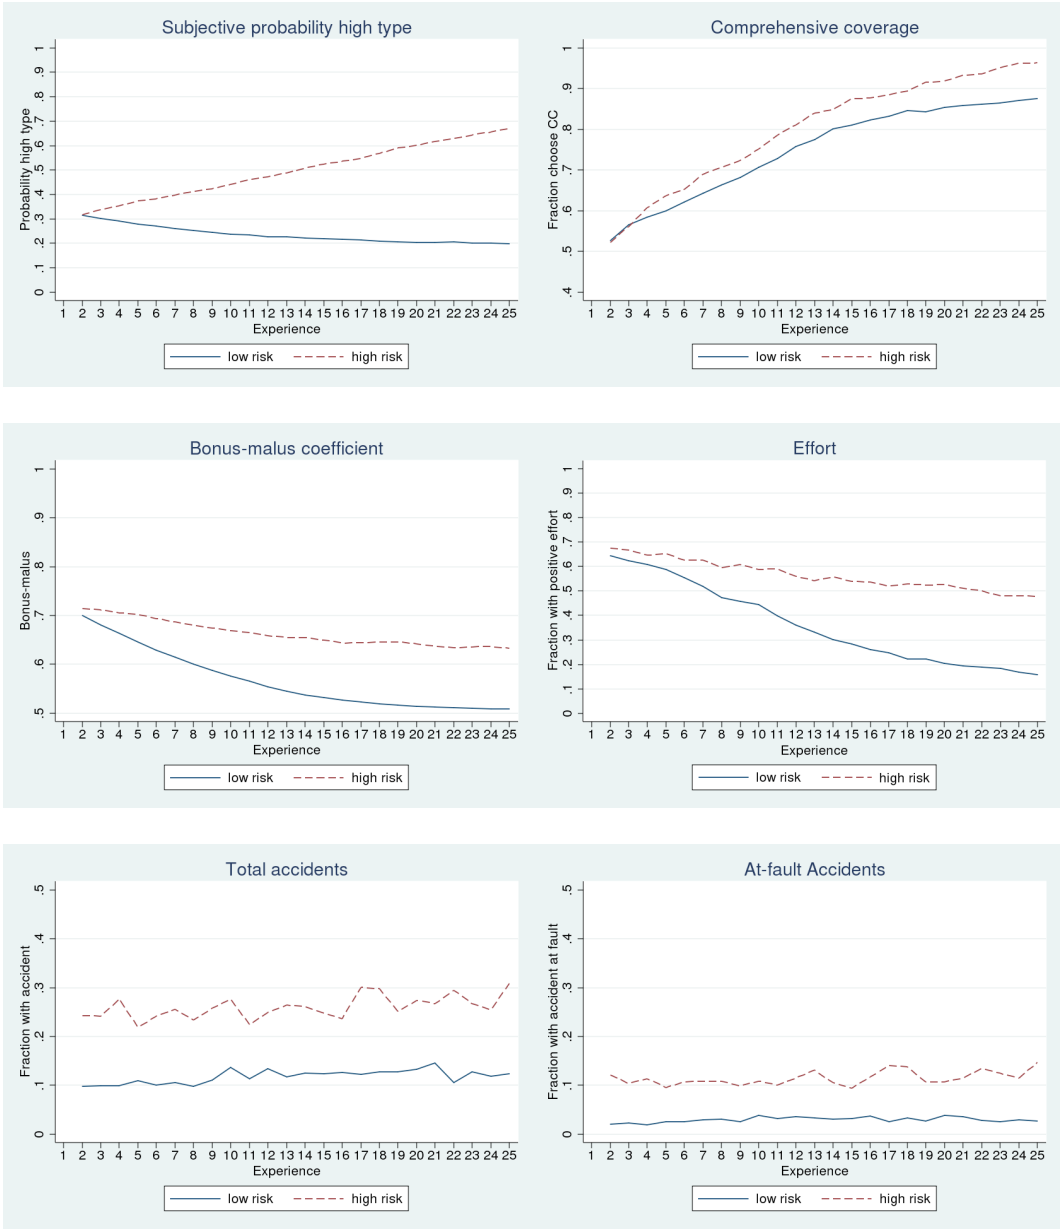 Subjective probability high type
Probability high type
0 .1 .2 .3 .4 .5 .6 .7 .8 .9 1
1 2 3 4 5 6 7 8 9 10 11 12 13 14 15 16 17 18 19 20 21 22 23 24 25
Experience
low risk high risk
Comprehensive coverage
Fraction choose CC
.4 .5 .6 .7 .8 .9 1
1 2 3 4 5 6 7 8 9 10 11 12 13 14 15 16 17 18 19 20 21 22 23 24 25
Experience
low risk high risk
Bonus-malus coefficient
Bonus-malus
.5 .6 .7 .8 .9 1
1 2 3 4 5 6 7 8 9 10 11 12 13 14 15 16 17 18 19 20 21 22 23 24 25
Experience
low risk high risk
Effort
Fraction with positive effort
0 .1 .2 .3 .4 .5 .6 .7 .8 .9 1
1 2 3 4 5 6 7 8 9 10 11 12 13 14 15 16 17 18 19 20 21 22 23 24 25
Experience
low risk high risk
Total accidents
Fraction with accident
0 .1 .2 .3 .4 .5
1 2 3 4 5 6 7 8 9 10 11 12 13 14 15 16 17 18 19 20 21 22 23 24 25
Experience
low risk high risk
At-fault Accidents
Fraction with accident at fault
0 .1 .2 .3 .4 .5
1 2 3 4 5 6 7 8 9 10 11 12 13 14 15 16 17 18 19 20 21 22 23 24 25
Experience
low risk high risk